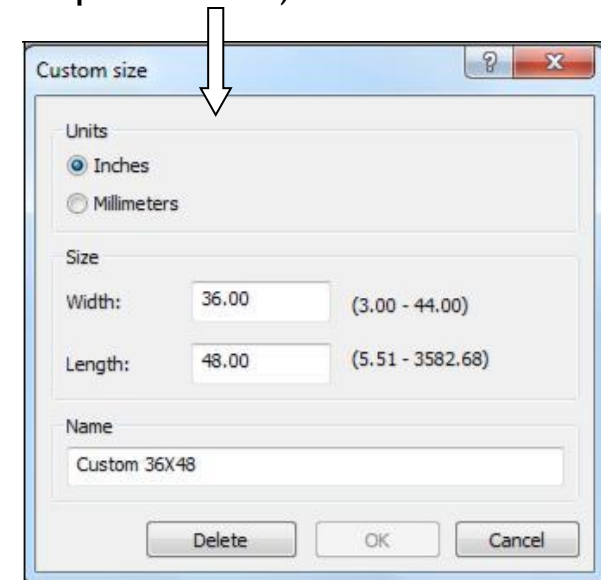 Custom size
Units
Inches
Millimeters
Size
Width: 36.00 (3.00 - 44.00)
Length: 48.00 (5.51 - 3582.68)
Name
Custom 36X48
Delete OK Cancel